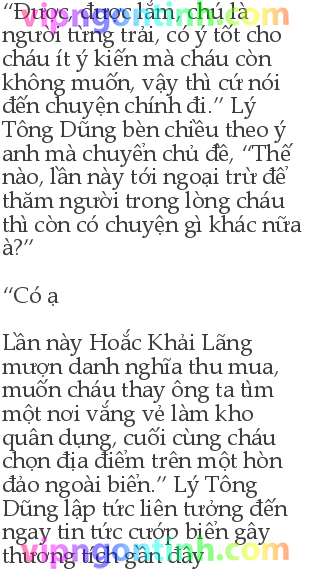 “Được, được lắm, chú là
người từng trải, có ý tốt cho
cháu ít ý kiến mà cháu còn
không muốn, vậy thì cứ nói
đến chuyện chính đi.” Lý
Tông Dũng bèn chiều theo ý
anh mà chuyển chủ đề, “Thế
nào, lần này tới ngoại trừ để
thăm người trong lòng cháu
thì còn có chuyện gì khác nữa
à?”
“Có ạ
Lần này Hoắc Khải Lãng
mượn danh nghĩa thu mua,
muốn cháu thay ông ta tìm
một nơi vắng vẻ làm kho
quân dụng, cuối cùng cháu
chọn địa điểm trên một hòn
đảo ngoài biển.” Lý Tông
Dũng lập tức liên tưởng đến
ngay tin tức cướp biển gây
thương tích gần đây
vipngontinh.com
vipngontinh.com